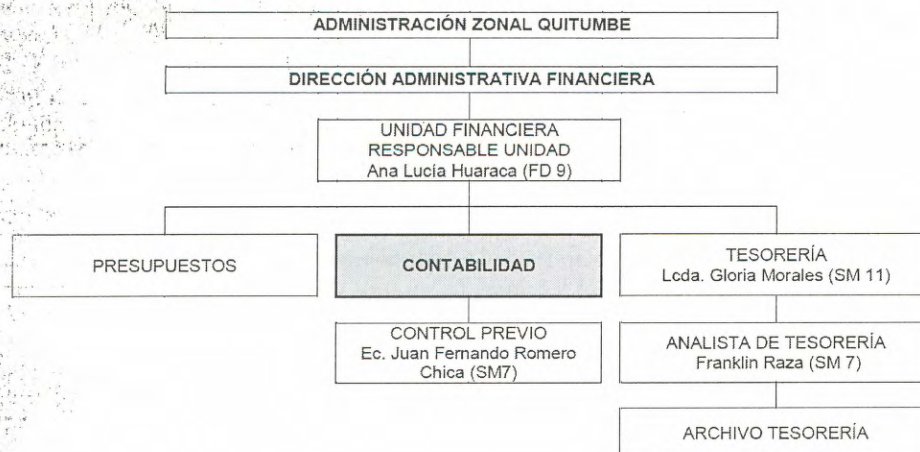 ADMINISTRACIÓN ZONAL QUITUMBE
DIRECCIÓN ADMINISTRATIVA FINANCIERA
UNIDAD FINANCIERA
RESPONSABLE UNIDAD
Ana Lucía Huaraca (FD 9)
PRESUPUESTOS
CONTABILIDAD
TESORERÍA
Lcda. Gloria Morales (SM 11)
CONTROL PREVIO
Ec. Juan Fernando Romero
Chica (SM7)
ANALISTA DE TESORERÍA
Franklin Raza (SM 7)
ARCHIVO TESORERÍA